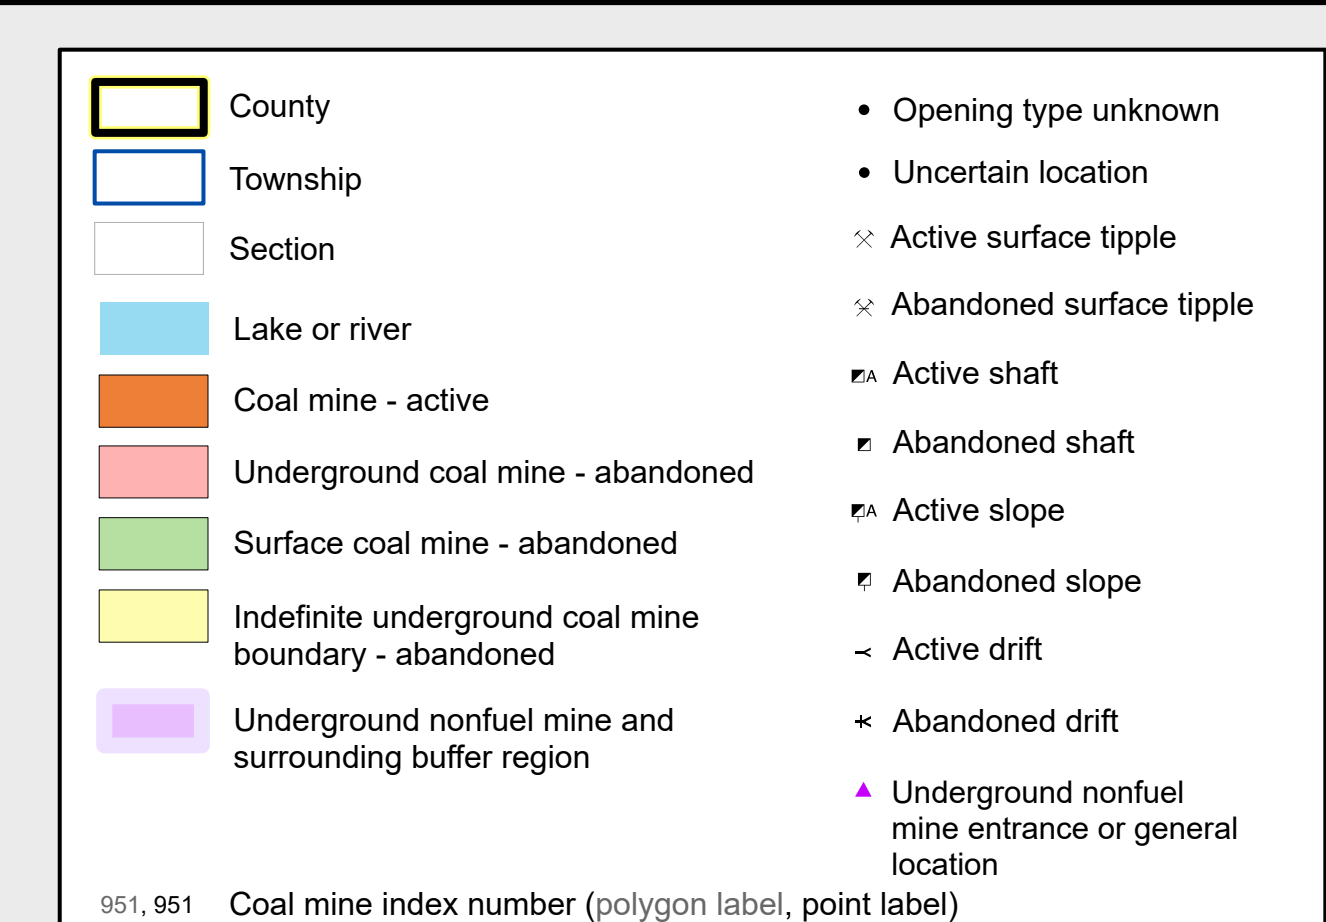 County
Township
Section
Lake or river
Coal mine - active
Underground coal mine - abandoned
Surface coal mine - abandoned
Indefinite underground coal mine
boundary - abandoned
Underground nonfuel mine and
surrounding buffer region
Opening type unknown
Uncertain location
Active surface tipple
Abandoned surface tipple
A Active shaft
Abandoned shaft
A Active slope
Abandoned slope
Active drift
Abandoned drift
Underground nonfuel
mine entrance or general
location
951, 951 Coal mine index number (polygon label, point label)